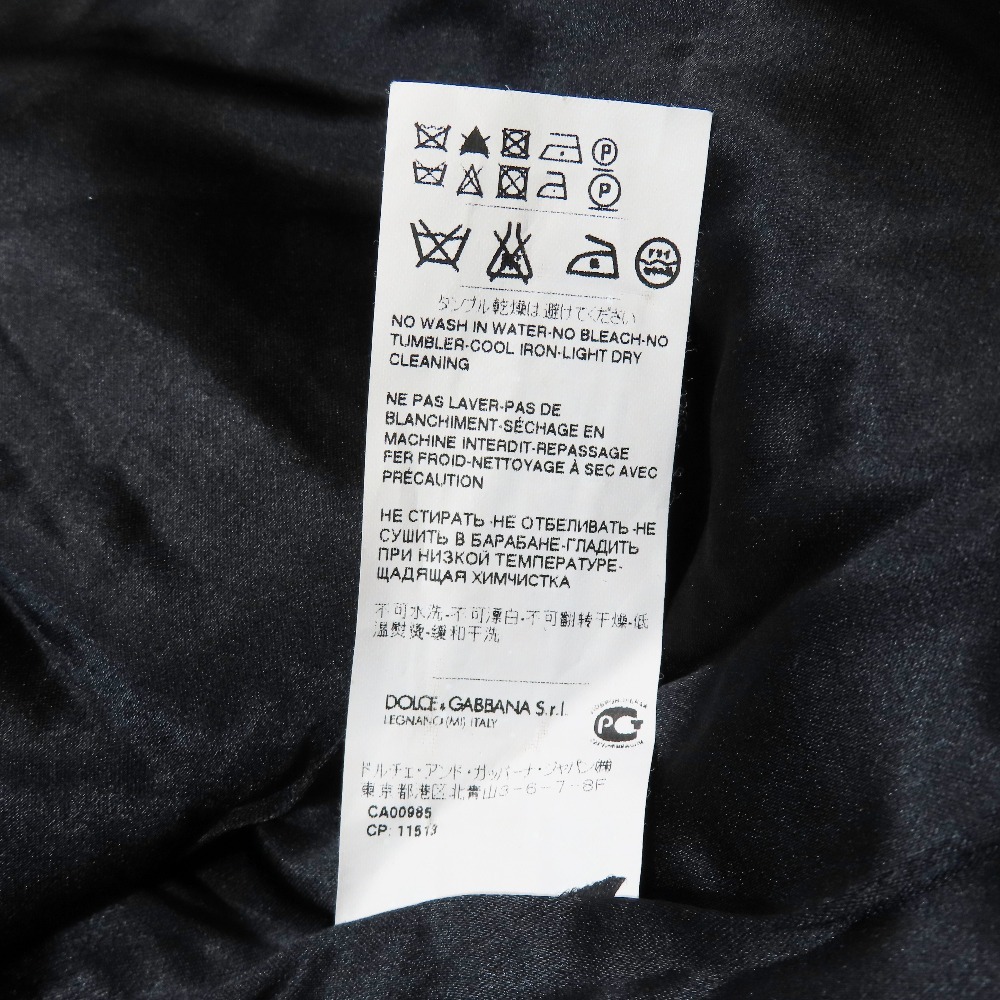 P
P
ドライ
タンブル乾燥は避けてください
NO WASH IN WATER-NO BLEACH-NO
TUMBLER-COOL IRON-LIGHT DRY
CLEANING
NE PAS LAVER-PAS DE
BLANCHIMENT-SÉCHAGE EN
MACHINE INTERDIT-REPASSAGE
FER FROID-NETTOYAGE À SEC AVEC
PRÉCAUTION
НЕ СТИРАТЬ-НЕ ОТБЕЛИВАТЬ-НЕ
СУШИТЬ В БАРАБАНЕ-ГЛАДИТЬ
ПРИ НИЗКОЙ ТЕМПЕРАТУРЕ-
ЩАДЯЩАЯ ХИМЧИСТКА
不可水洗-不可漂白-不可翻转干燥-低
温熨烫-缓和干洗
DOLCE & GABBANA S.r.l.
LEGNANO (MI) ITALY
ドルチェ・アンド・ガッバーナ・ジャパン㈱
東京都港区北青山3-6-7-8F
CA00985
CP: 11513